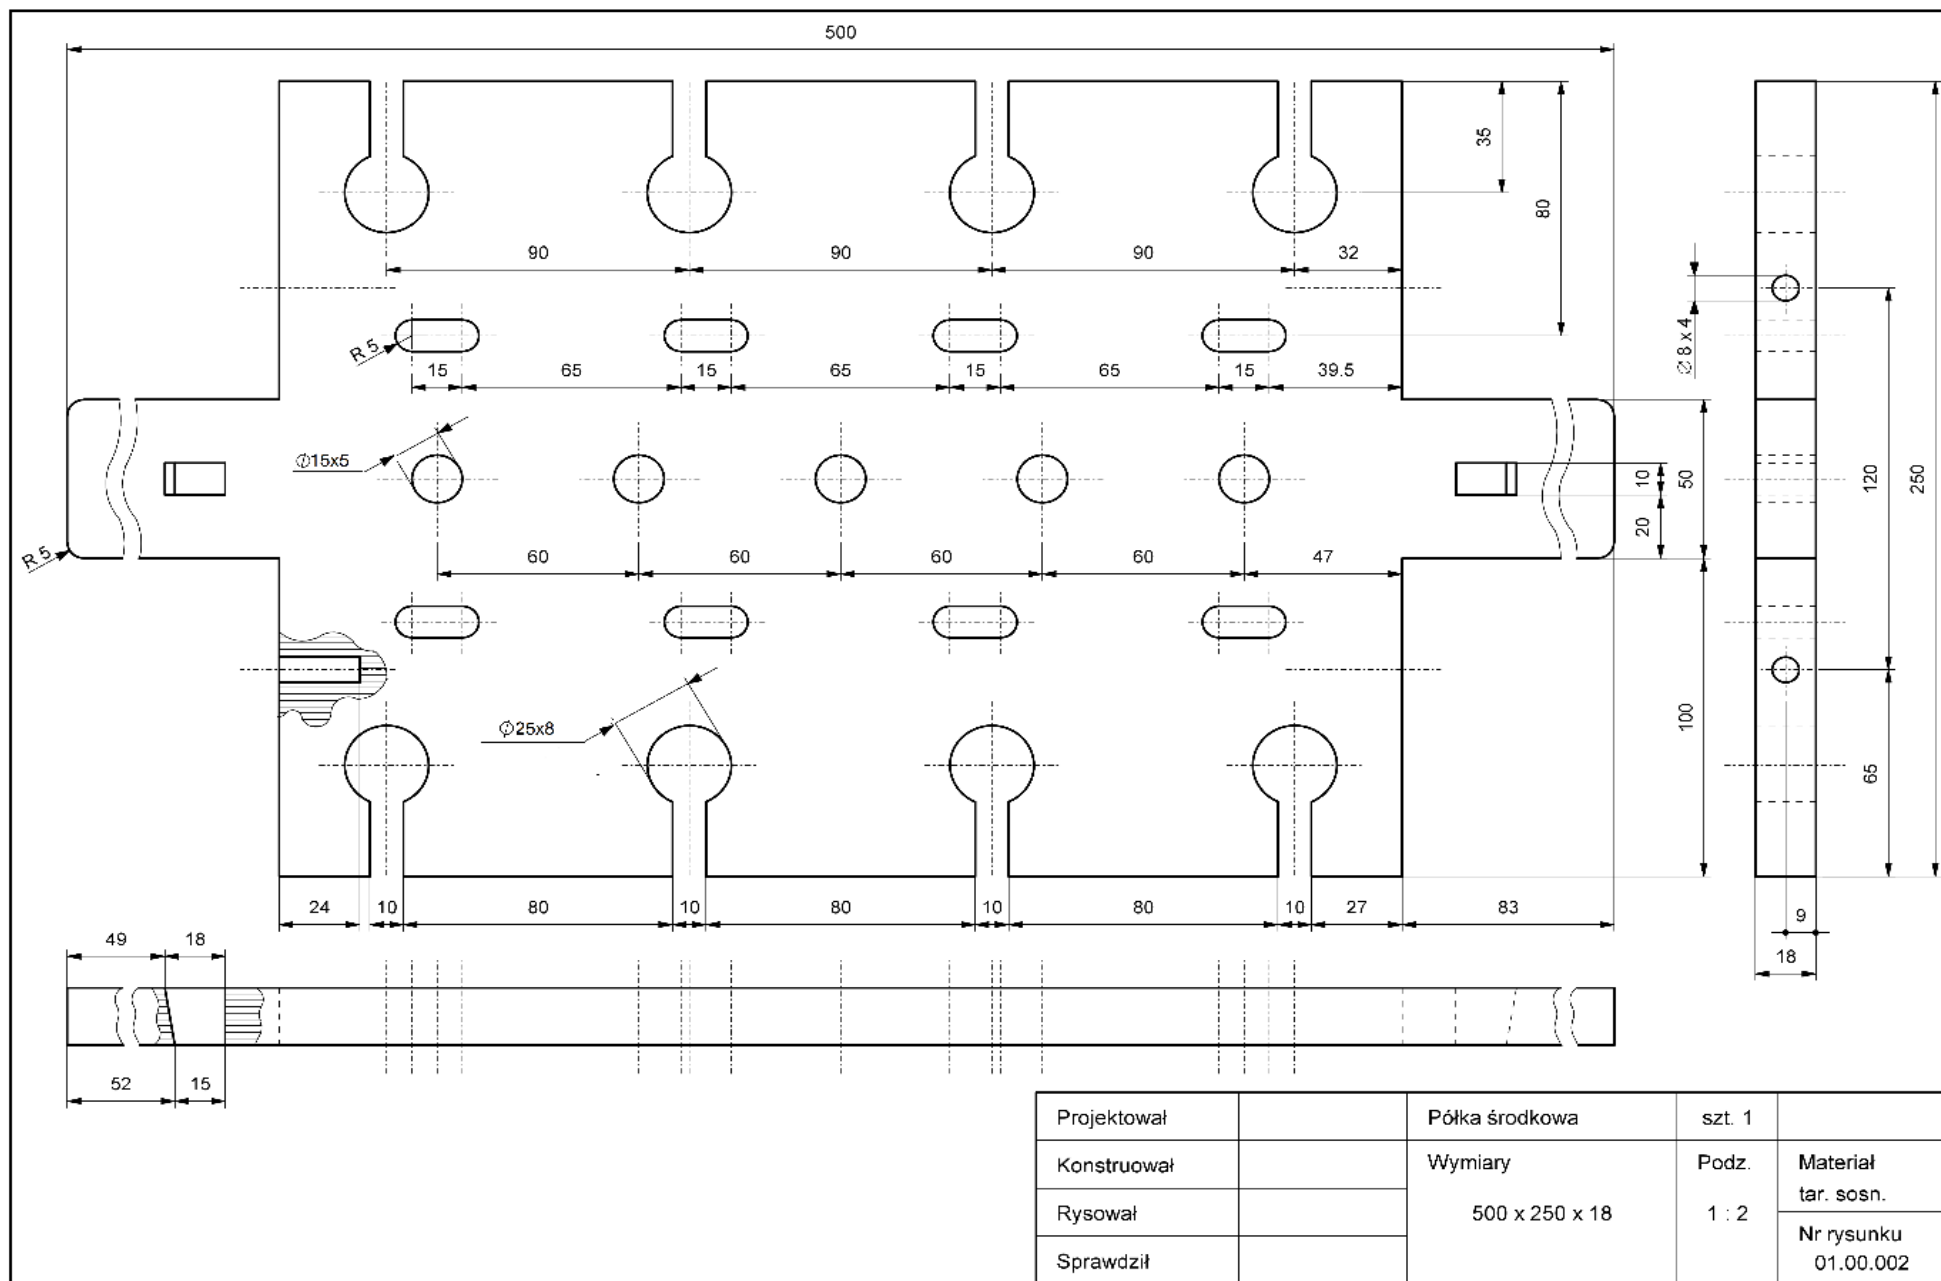 500
35
80
90 90 90 32
R 5
15 65 15 65 15 65 15 39.5
∅ 8 x 4
∅15x5
10 50 120 250
20
R 5
60 60 60 60 47
∅25x8
100
65
24 10 80 10 80 10 80 10 27 83
9
49 18
18
52 15
Projektował Półka środkowa szt. 1
Konstruował Wymiary Podz. Materiał
tar. sosn.
Rysował 500 x 250 x 18 1 : 2
Nr rysunku
Sprawdził 01.00.002